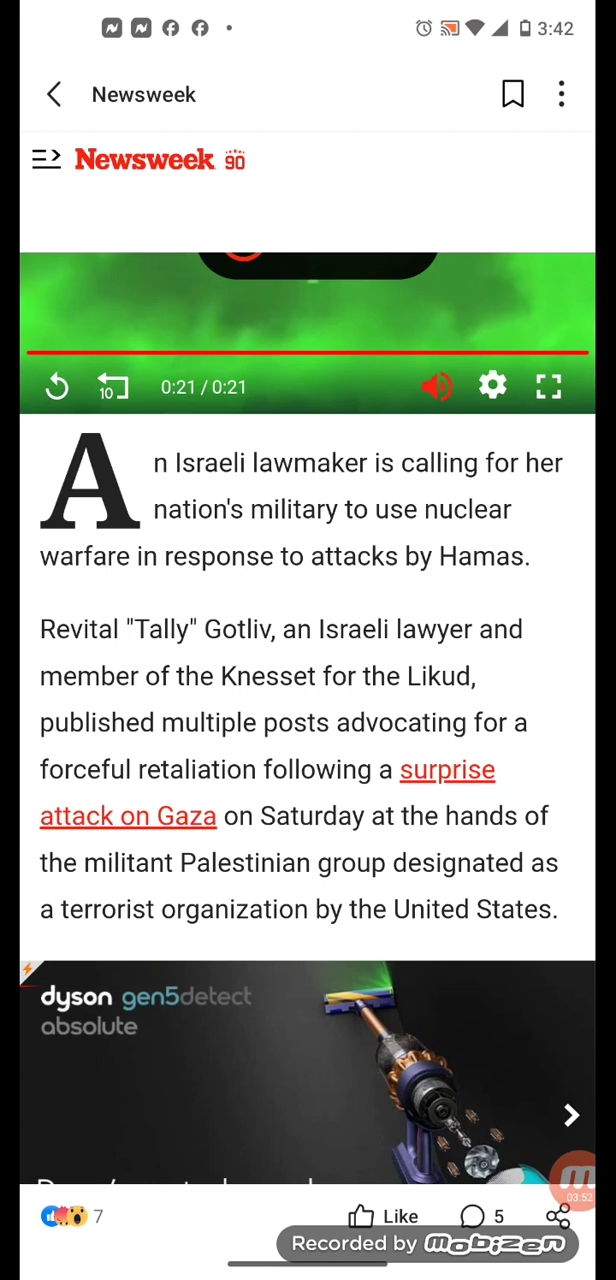 3:42
Newsweek
Newsweek 90
10 0:21 / 0:21
An Israeli lawmaker is calling for her
nation's military to use nuclear
warfare in response to attacks by Hamas.
Revital "Tally" Gotliv, an Israeli lawyer and
member of the Knesset for the Likud,
published multiple posts advocating for a
forceful retaliation following a surprise
attack on Gaza on Saturday at the hands of
the militant Palestinian group designated as
a terrorist organization by the United States.
dyson gen5detect
absolute
03:52
7 Like 5
Recorded by mobizen